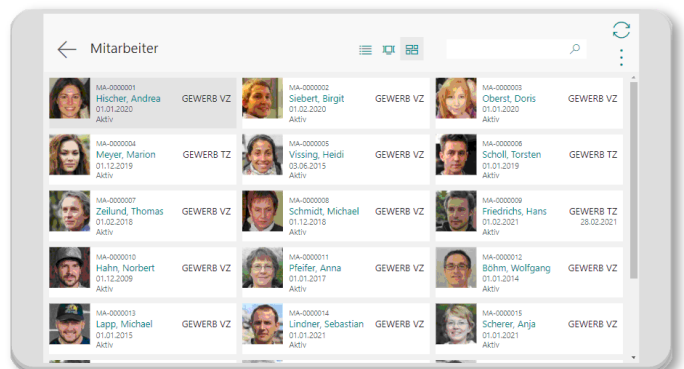 Mitarbeiter
MA-0000001
Hischer, Andrea GEWERB VZ
01.01.2020
Aktiv
MA-0000002
Siebert, Birgit GEWERB VZ
01.02.2020
Aktiv
MA-0000003
Oberst, Doris GEWERB VZ
01.01.2020
Aktiv
MA-0000004
Meyer, Marion GEWERB TZ
01.12.2019
Aktiv
MA-0000005
Vissing, Heidi GEWERB VZ
03.06.2015
Aktiv
MA-0000006
Scholl, Torsten GEWERB VZ
01.01.2019
Aktiv
MA-0000007
Zeilund, Thomas GEWERB VZ
01.02.2018
Aktiv
MA-0000008
Schmidt, Michael GEWERB VZ
01.12.2018
Aktiv
MA-0000009
Friedrichs, Hans GEWERB TZ
01.02.2021 28.02.2021
Aktiv
MA-0000010
Hahn, Norbert GEWERB VZ
01.12.2009
Aktiv
MA-0000011
Pfeifer, Anna GEWERB VZ
01.01.2017
Aktiv
MA-0000012
Böhm, Wolfgang GEWERB VZ
01.01.2014
Aktiv
MA-0000013
Lapp, Michael GEWERB VZ
01.01.2015
Aktiv
MA-0000014
Lindner, Sebastian GEWERB VZ
01.01.2021
Aktiv
MA-0000015
Scherer, Anja GEWERB VZ
01.01.2021
Aktiv